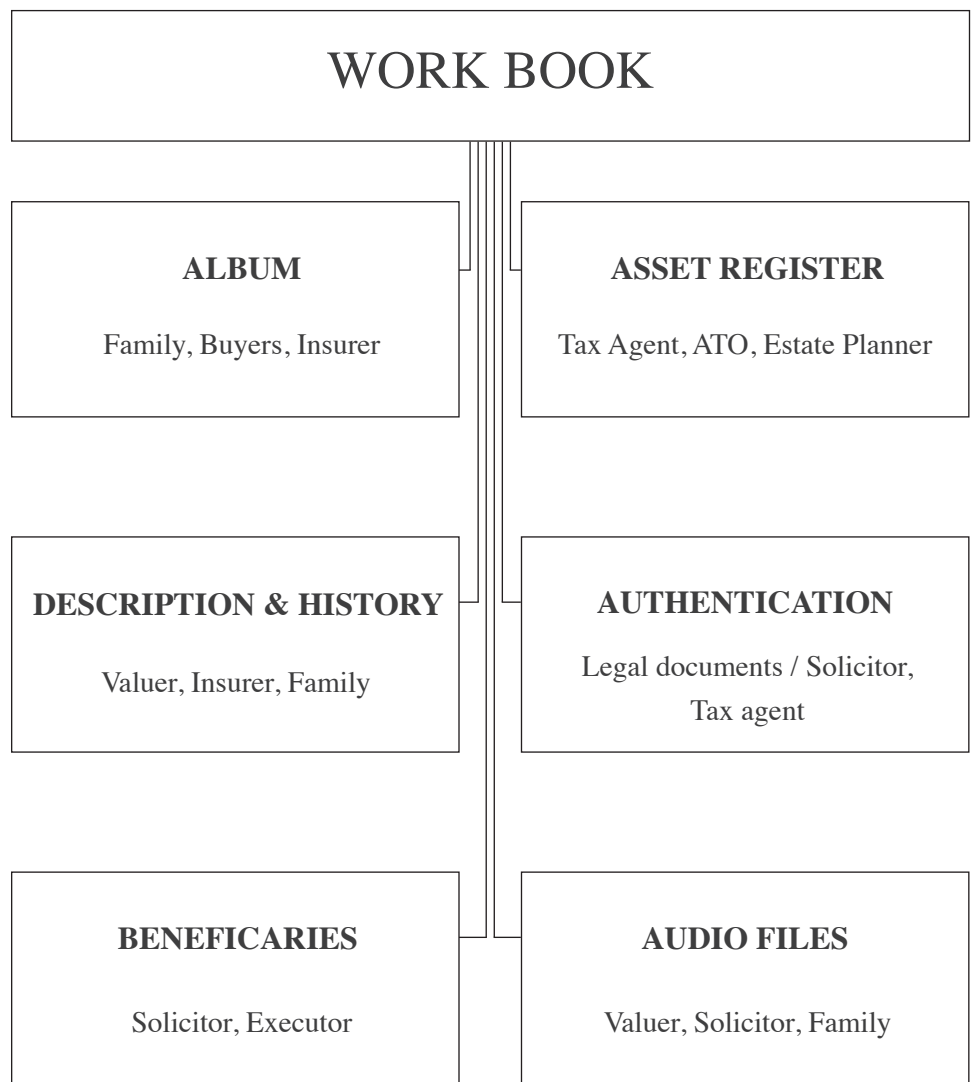 WORK BOOK
ALBUM
Family, Buyers, Insurer
ASSET REGISTER
Tax Agent, ATO, Estate Planner
DESCRIPTION & HISTORY
Valuer, Insurer, Family
AUTHENTICATION
Legal documents / Solicitor,
Tax agent
BENEFICARIES
Solicitor, Executor
AUDIO FILES
Valuer, Solicitor, Family